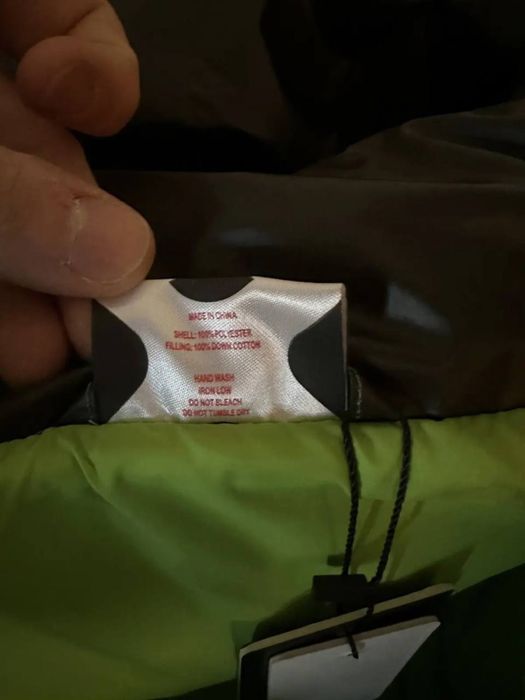 MADE IN CHINA
SHELL: 100% POLYESTER
FILLING: 100% DOWN COTTON
HAND WASH
IRON LOW
DO NOT BLEACH
DO NOT TUMBLE DRY